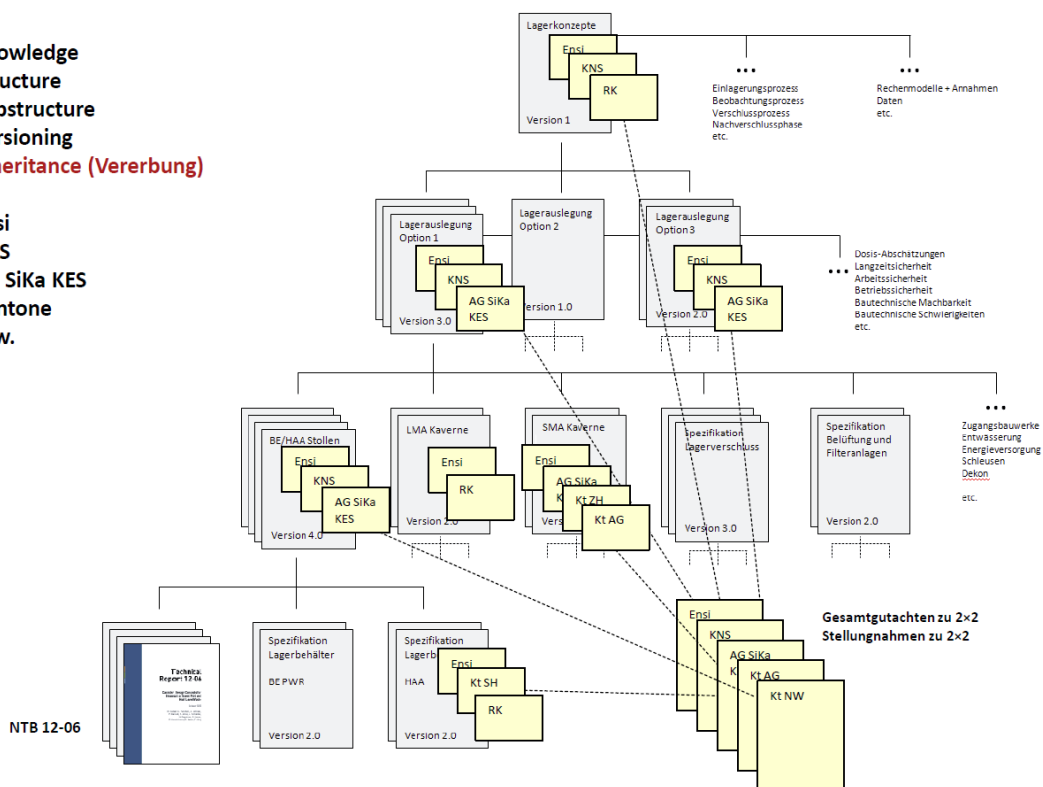 owledge
ucture
bstructure
rsioning
eritance (Vererbung)
si
S
SiKa KES
ntone
w.
Lagerkonzepte
Ensi
KNS
RK
Version 1
...
Einlagerungsprozess
Beobachtungsprozess
Verschlussprozess
Nachverschlussphase
etc.
...
Rechenmodelle + Annahmen
Daten
etc.
Lagerauslegung
Option 1
Ensi
KNS
AG SiKa
KES
Version 3.0
Lagerauslegung
Option 2
Version 1.0
Lagerauslegung
Option 3
Ensi
KNS
AG SiKa
KES
Version 2.0
...
Dosis-Abschätzungen
Langzeitsicherheit
Arbeitssicherheit
Betriebssicherheit
Bautechnische Machbarkeit
Bautechnische Schwierigkeiten
etc.
BE/HAA Stollen
Ensi
KNS
AG SiKa
KES
Version 4.0
LMA Kaverne
Ensi
RK
Version 2.0
SMA Kaverne
Ensi
AG SiKa
K
Kt ZH
Kt AG
Vers
Spezifikation
Lagerverschluss
Version 3.0
Spezifikation
Belüftung und
Filteranlagen
Version 2.0
...
Zugangsbauwerke
Entwässerung
Energieversorgung
Schleusen
Dekon
etc.
NTB 12-06
Technical
Report 12-06
Spezifikation
Lagerbehälter
BE PWR
Version 2.0
Spezifikation
Lagerb
HAA
Ensi
Kt SH
RK
Version 2.0
Ensi
KNS
AG SiKa
Kt AG
Kt NW
Gesamtgutachten zu 2×2
Stellungnahmen zu 2×2